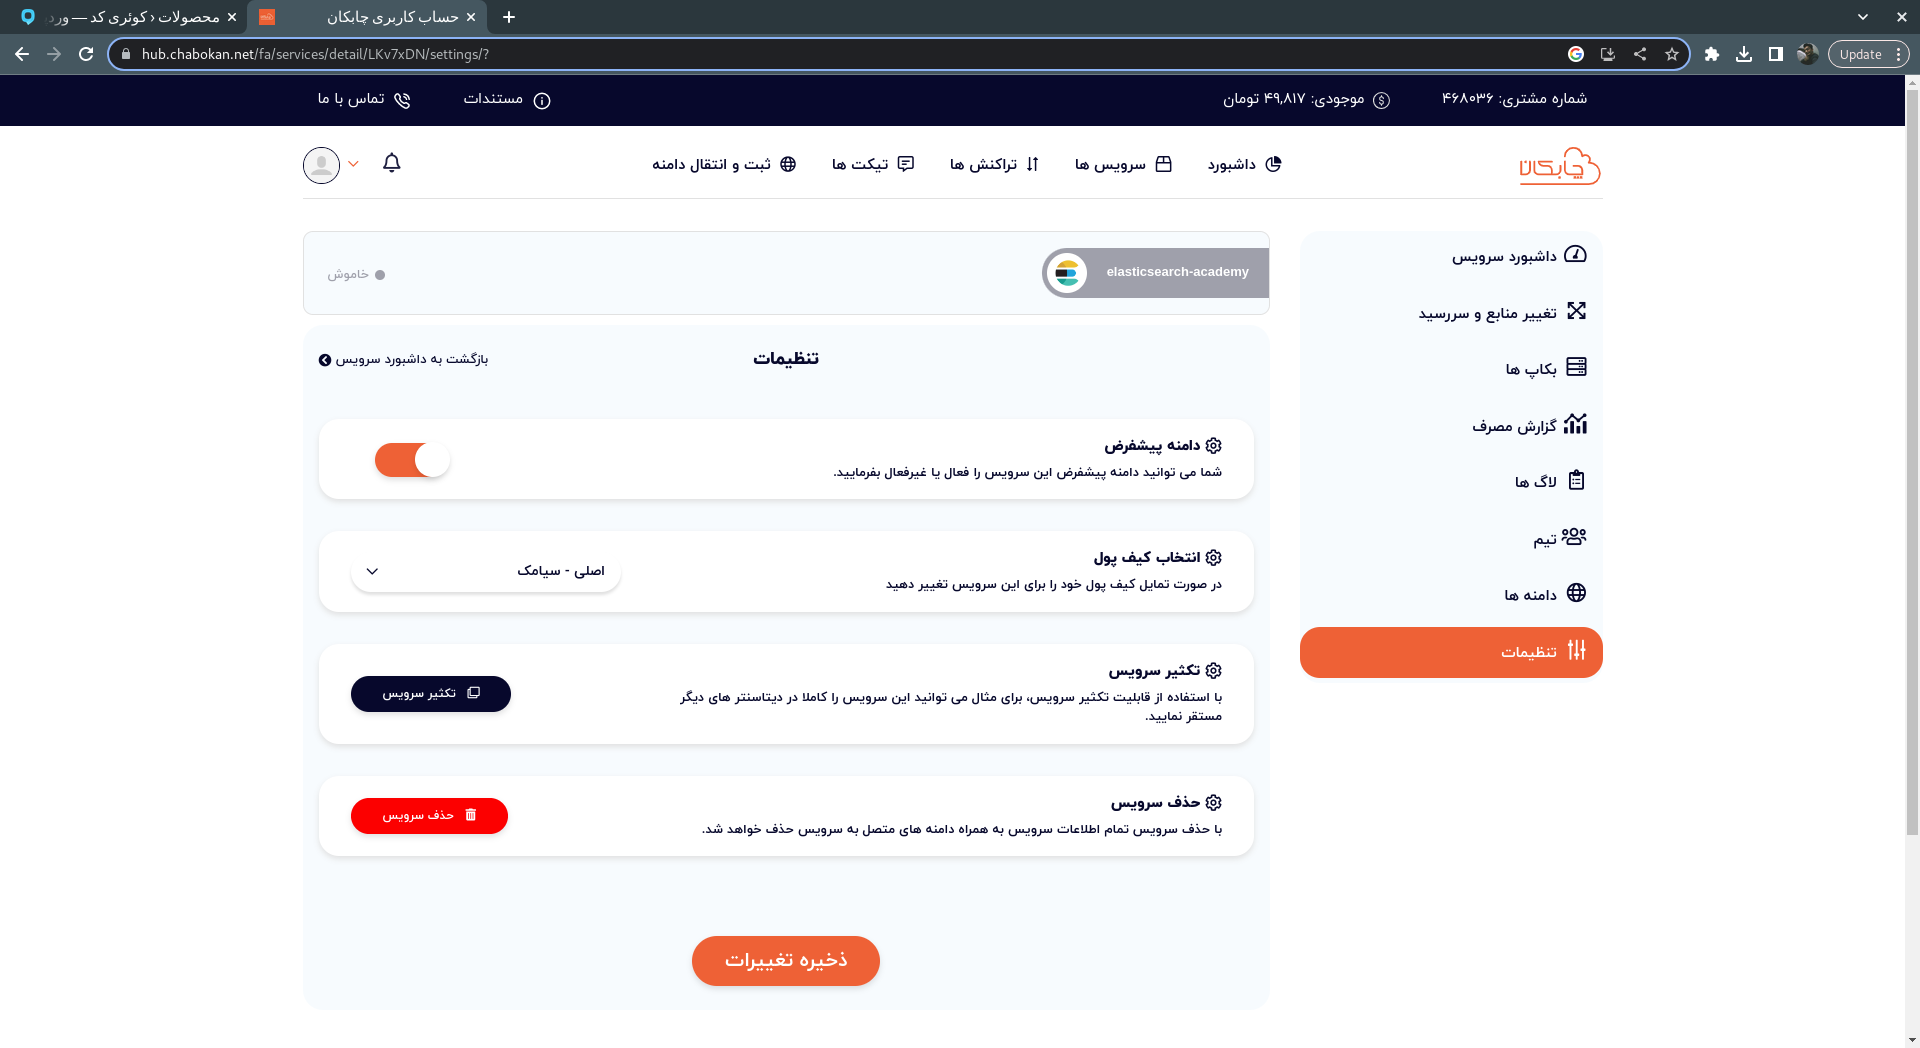 محصولات ‹ کوئری کد — ورد
حساب کاربری چابکان
hub.chabokan.net/fa/services/detail/LKv7xDN/settings/?
Update
شماره مشتری: ۴۶۸۰۳۶
موجودی: ۴۹,۸۱۷ تومان
مستندات
تماس با ما
چابکان
داشبورد
سرویس ها
تراکنش ها
تیکت ها
ثبت و انتقال دامنه
داشبورد سرویس
تغییر منابع و سررسید
بکاپ ها
گزارش مصرف
لاگ ها
تیم
دامنه ها
تنظیمات
elasticsearch-academy
خاموش
تنظیمات
بازگشت به داشبورد سرویس
دامنه پیشفرض
شما می توانید دامنه پیشفرض این سرویس را فعال یا غیرفعال بفرمایید.
انتخاب کیف پول
در صورت تمایل کیف پول خود را برای این سرویس تغییر دهید
اصلی - سیامک
تکثیر سرویس
با استفاده از قابلیت تکثیر سرویس، برای مثال می توانید این سرویس را کاملا در دیتاسنتر های دیگر
مستقر نمایید.
تکثیر سرویس
حذف سرویس
با حذف سرویس تمام اطلاعات سرویس به همراه دامنه های متصل به سرویس حذف خواهد شد.
حذف سرویس
ذخیره تغییرات